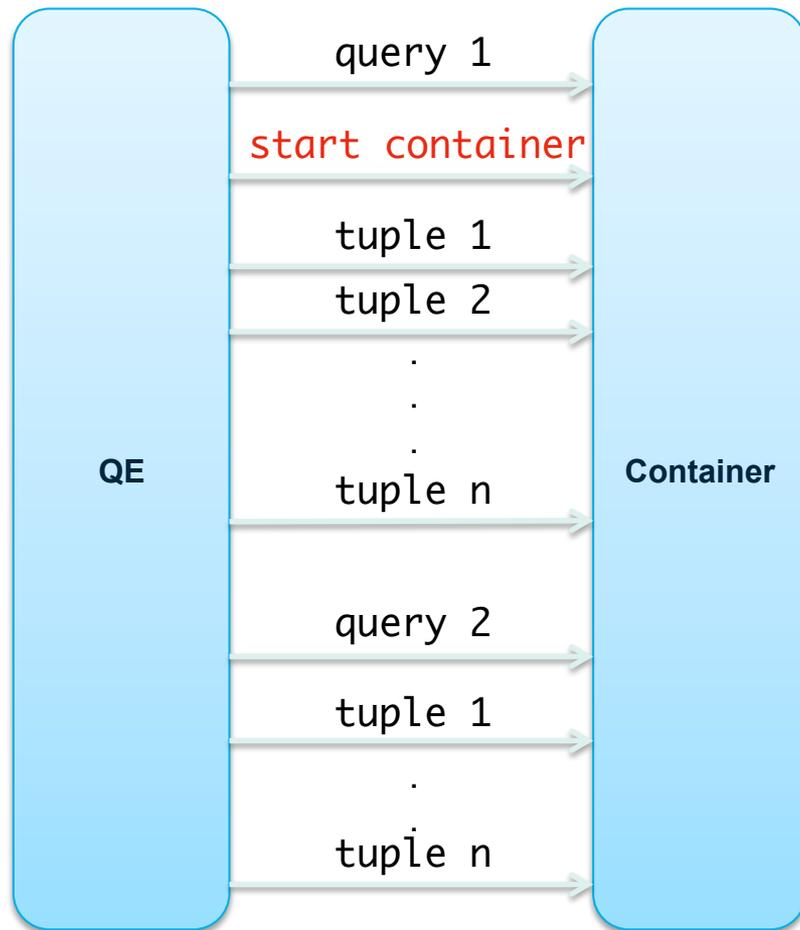 query 1
start container
tuple 1
tuple 2
.
.
.
QE
Container
tuple n
query 2
tuple 1
.
.
tuple n